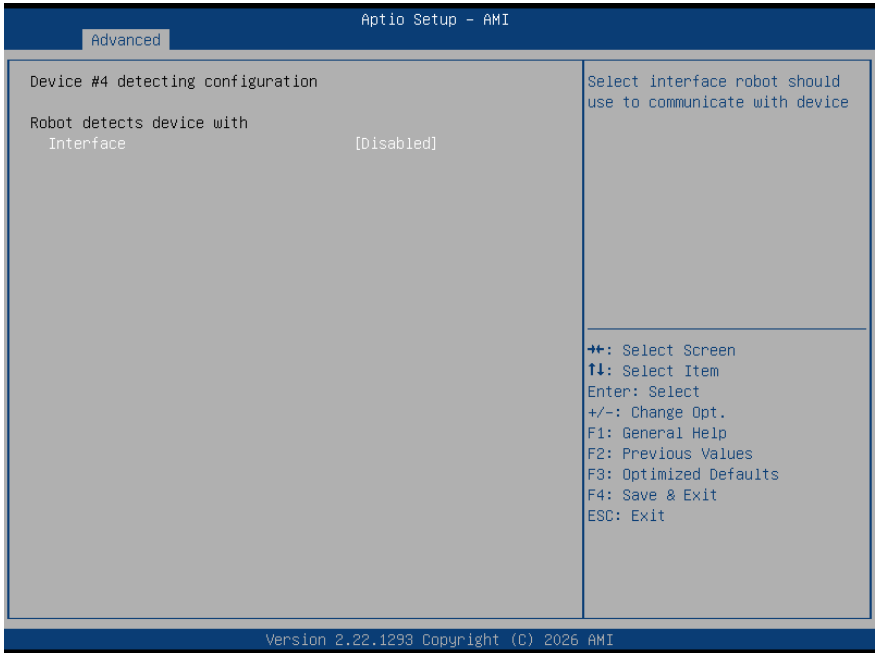 Aptio Setup – AMI
Advanced
Device #4 detecting configuration
Robot detects device with
Interface [Disabled]
Select interface robot should
use to communicate with device
→←: Select Screen
↑↓: Select Item
Enter: Select
+/-: Change Opt.
F1: General Help
F2: Previous Values
F3: Optimized Defaults
F4: Save & Exit
ESC: Exit
Version 2.22.1293 Copyright (C) 2026 AMI